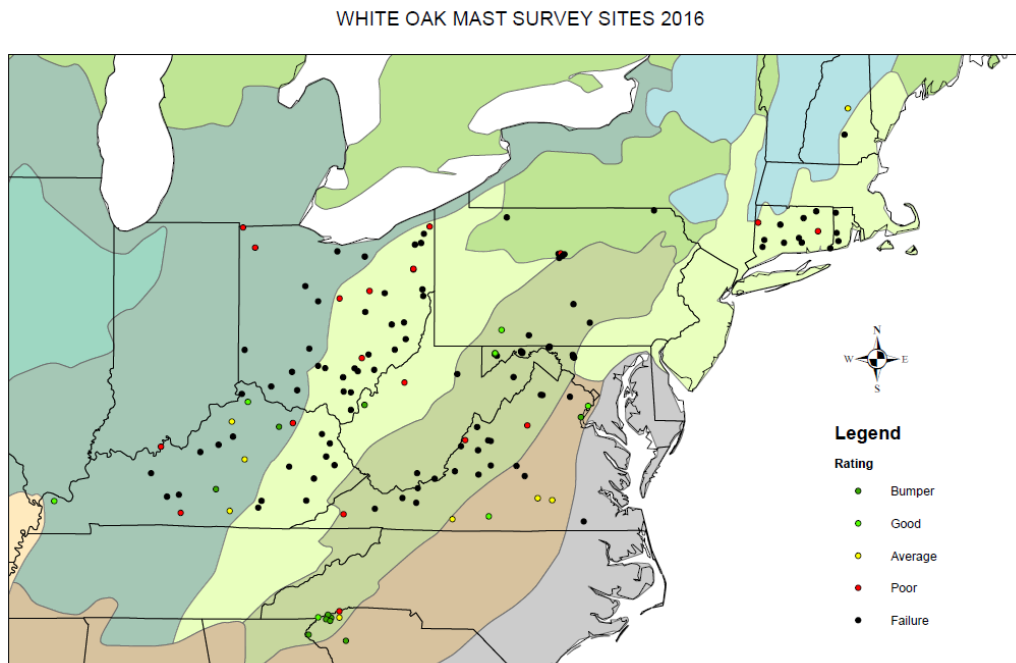 WHITE OAK MAST SURVEY SITES 2016
N
W E
S
Legend
Rating
Bumper
Good
Average
Poor
Failure